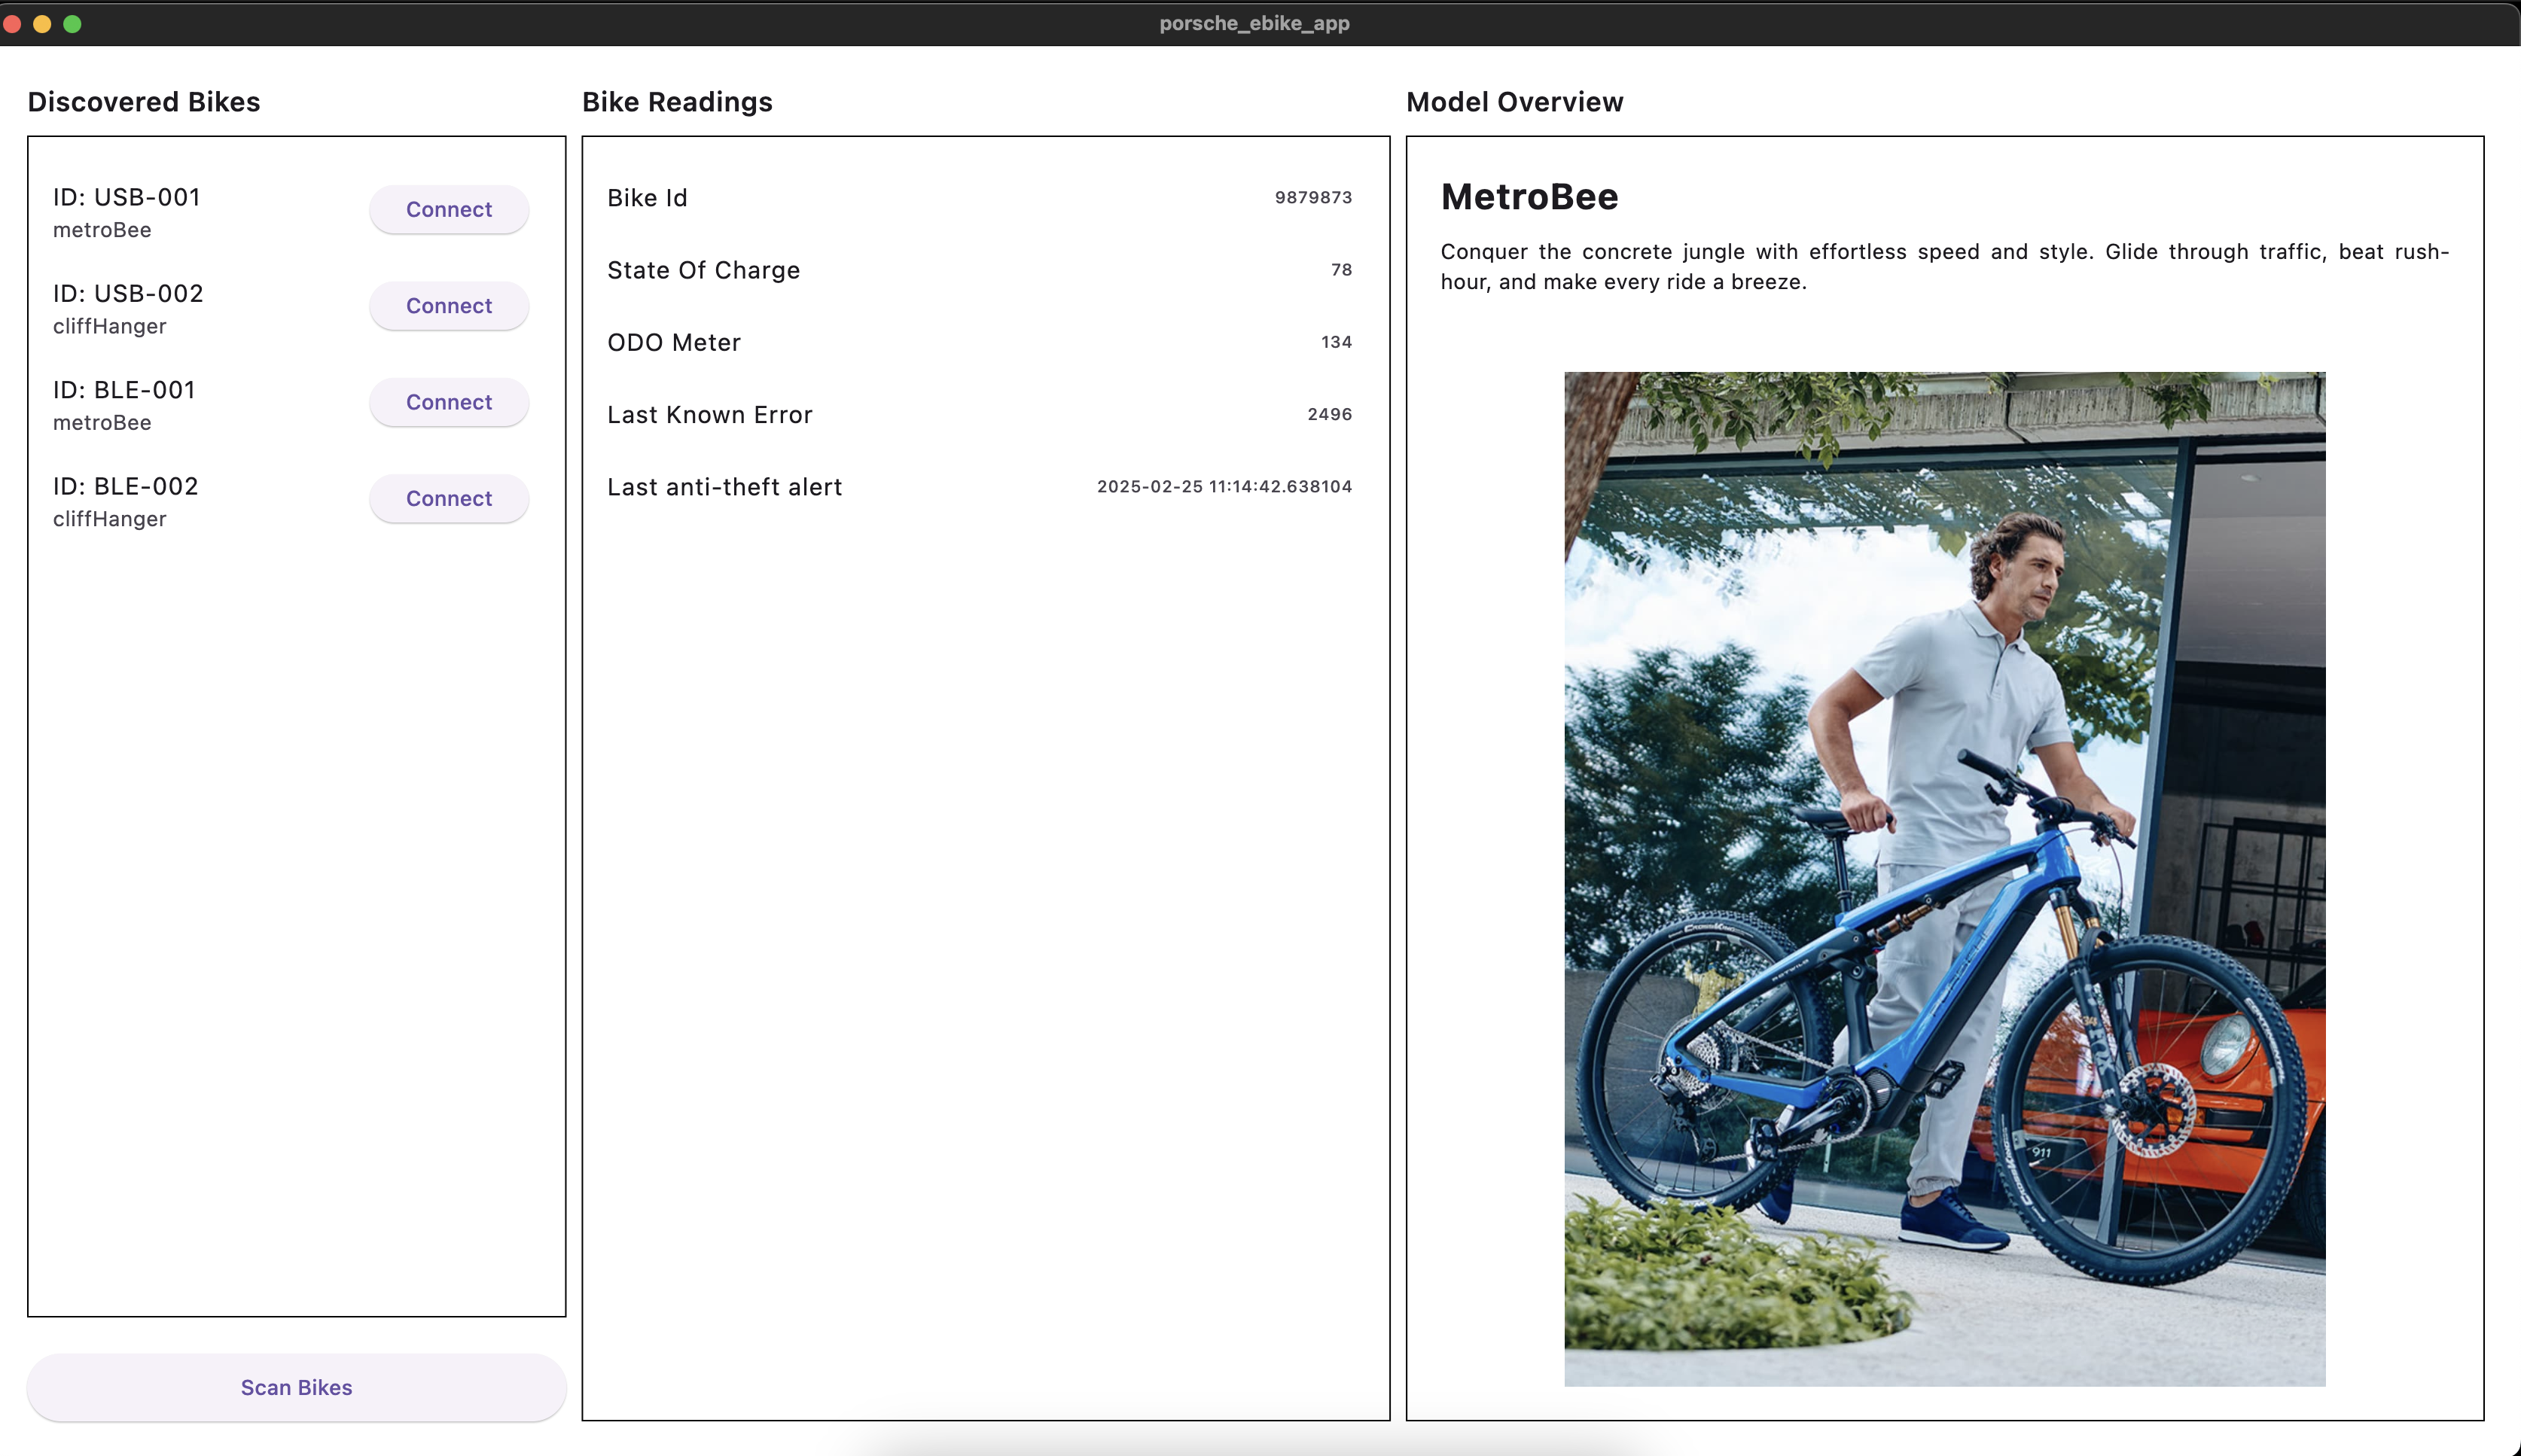 porsche_ebike_app
Discovered Bikes
ID: USB-001
metroBee
Connect
ID: USB-002
cliffHanger
Connect
ID: BLE-001
metroBee
Connect
ID: BLE-002
cliffHanger
Connect
Scan Bikes
Bike Readings
Bike Id 9879873
State Of Charge 78
ODO Meter 134
Last Known Error 2496
Last anti-theft alert 2025-02-25 11:14:42.638104
Model Overview
MetroBee
Conquer the concrete jungle with effortless speed and style. Glide through traffic, beat rush-
hour, and make every ride a breeze.
34
911